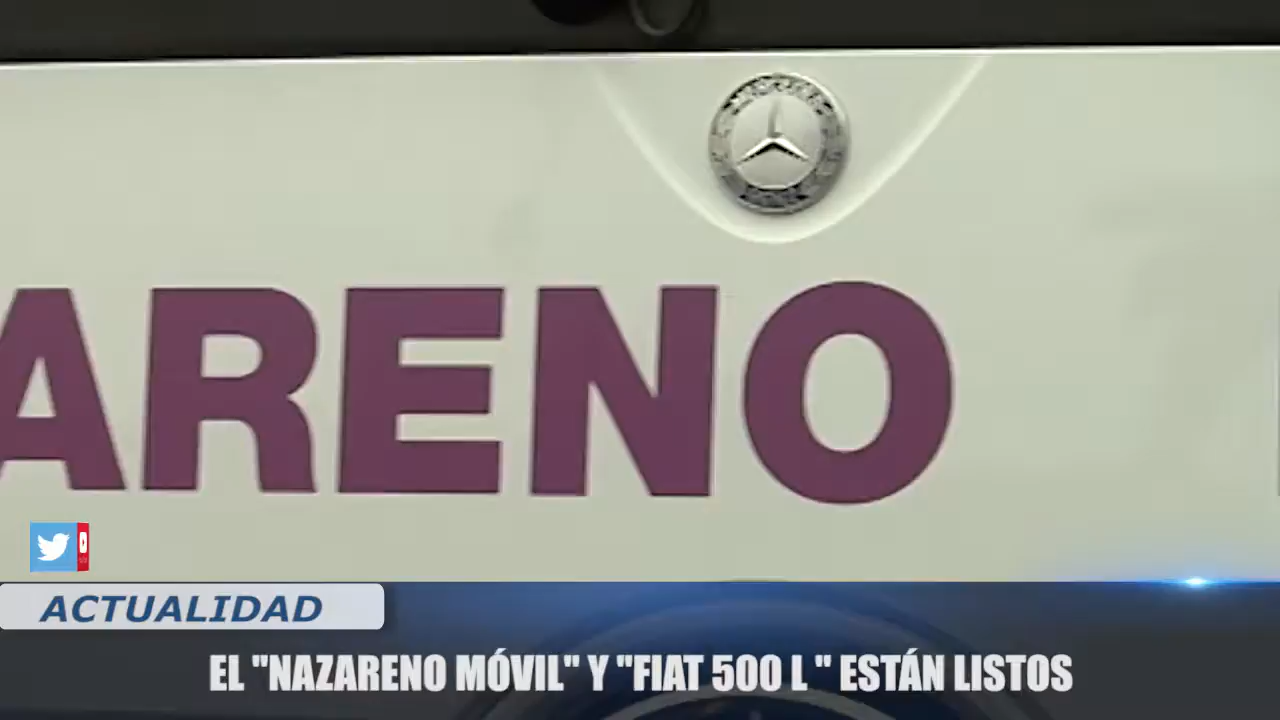 ARENO
ACTUALIDAD
EL "NAZARENO MÓVIL" Y "FIAT 500 L " ESTÁN LISTOS